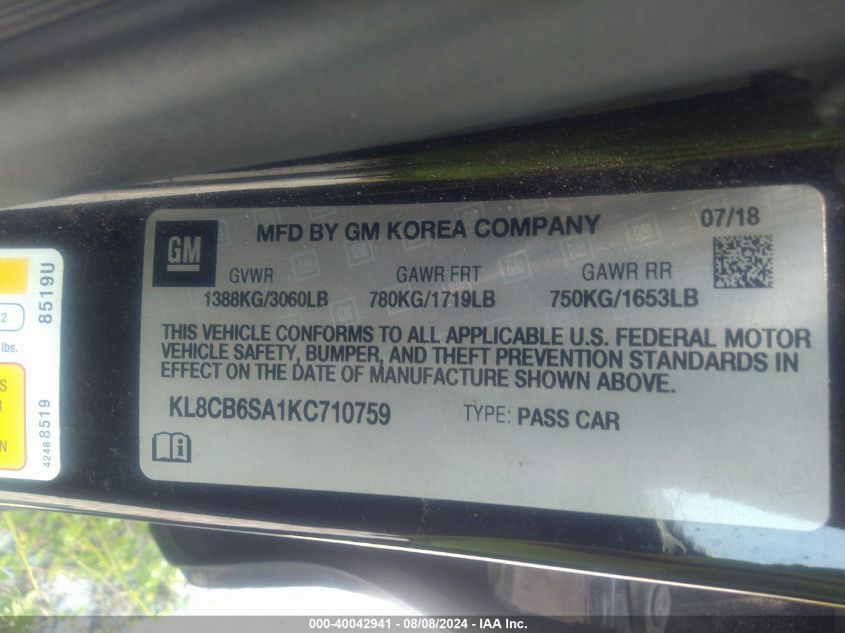 GM
MFD BY GM KOREA COMPANY
07/18
GVWR GAWR FRT GAWR RR
1388KG/3060LB 780KG/1719LB 750KG/1653LB
THIS VEHICLE CONFORMS TO ALL APPLICABLE U.S. FEDERAL MOTOR
VEHICLE SAFETY, BUMPER, AND THEFT PREVENTION STANDARDS IN
EFFECT ON THE DATE OF MANUFACTURE SHOWN ABOVE.
KL8CB6SA1KC710759 TYPE: PASS CAR
8519U
2
lbs.
42488519
000-40042941 - 08/08/2024 - IAA Inc.